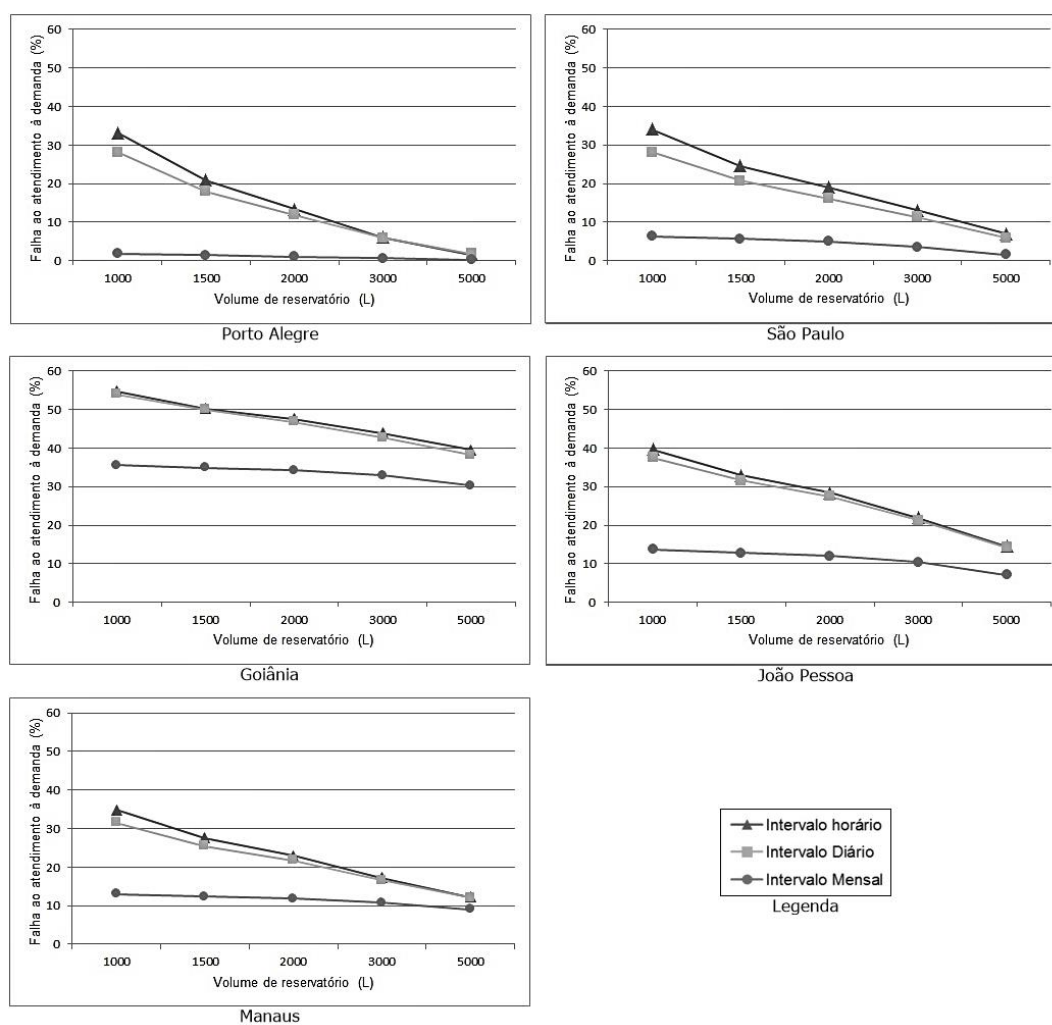 Falha ao atendimento à demanda (%)
60
50
40
30
20
10
0
1000 1500 2000 3000 5000
Volume de reservatório (L)
Porto Alegre
Falha ao atendimento à demanda (%)
60
50
40
30
20
10
0
1000 1500 2000 3000 5000
Volume de reservatório (L)
São Paulo
Falha ao atendimento à demanda (%)
60
50
40
30
20
10
0
1000 1500 2000 3000 5000
Volume de reservatório (L)
Goiânia
Falha ao atendimento à demanda (%)
60
50
40
30
20
10
0
1000 1500 2000 3000 5000
Volume de reservatório (L)
João Pessoa
Falha ao atendimento à demanda (%)
60
50
40
30
20
10
0
1000 1500 2000 3000 5000
Volume de reservatório (L)
Manaus
Intervalo horário
Intervalo Diário
Intervalo Mensal
Legenda